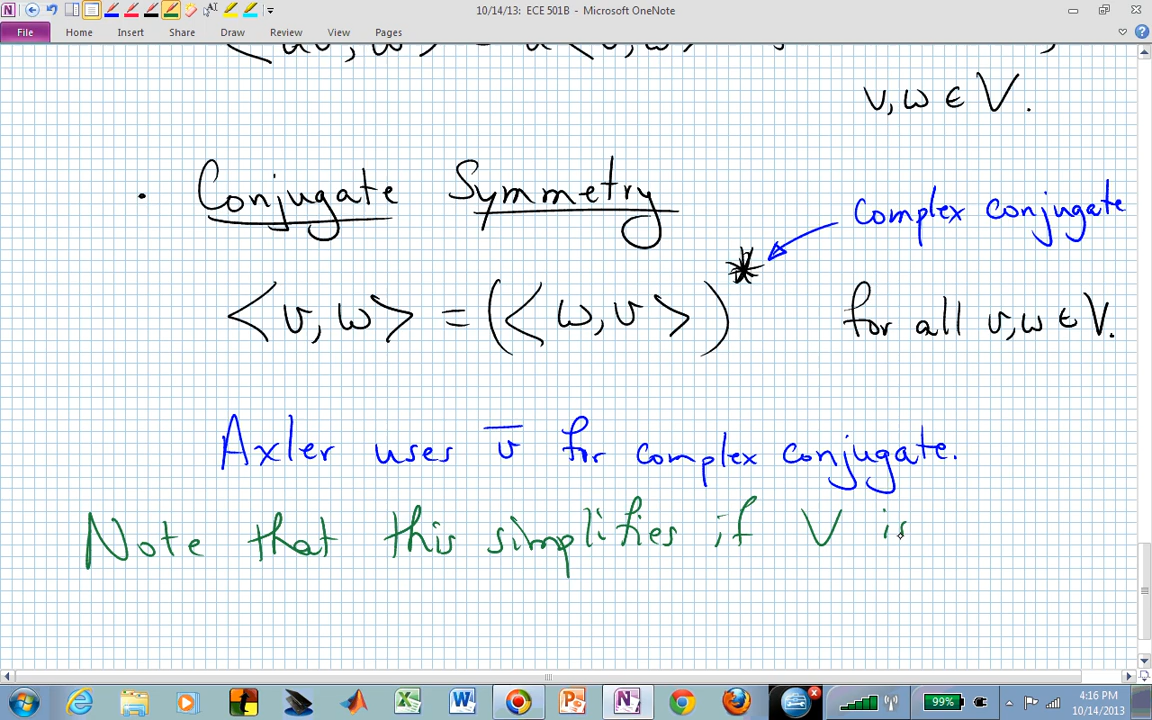 10/14/13: ECE 501B - Microsoft OneNote
File Home Insert Share Draw Review View Pages
v, w ∈ V.
· Conjugate Symmetry
complex conjugate
<v, w> = (<w, v>)* for all v, w ∈ V.
Axler uses v̅ for complex conjugate.
Note that this simplifies if V is
99%
4:16 PM
10/14/2013